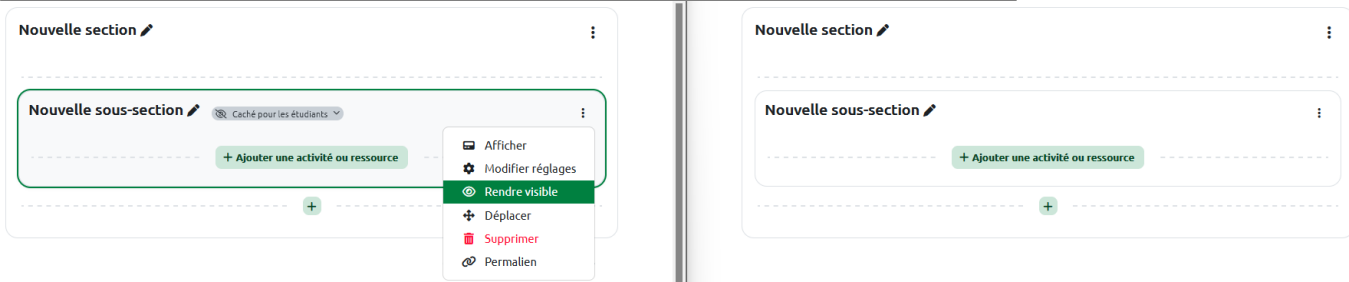 Nouvelle section
Nouvelle sous-section
Caché pour les étudiants
+ Ajouter une activité ou ressource
Afficher
Modifier réglages
Rendre visible
Déplacer
Supprimer
Permalien
+
Nouvelle section
Nouvelle sous-section
+ Ajouter une activité ou ressource
+